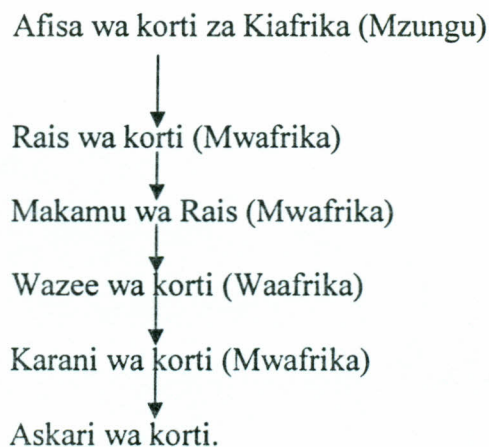 Afisa wa korti za Kiafrika (Mzungu)
Rais wa korti (Mwafrika)
Makamu wa Rais (Mwafrika)
Wazee wa korti (Waafrika)
Karani wa korti (Mwafrika)
Askari wa korti.